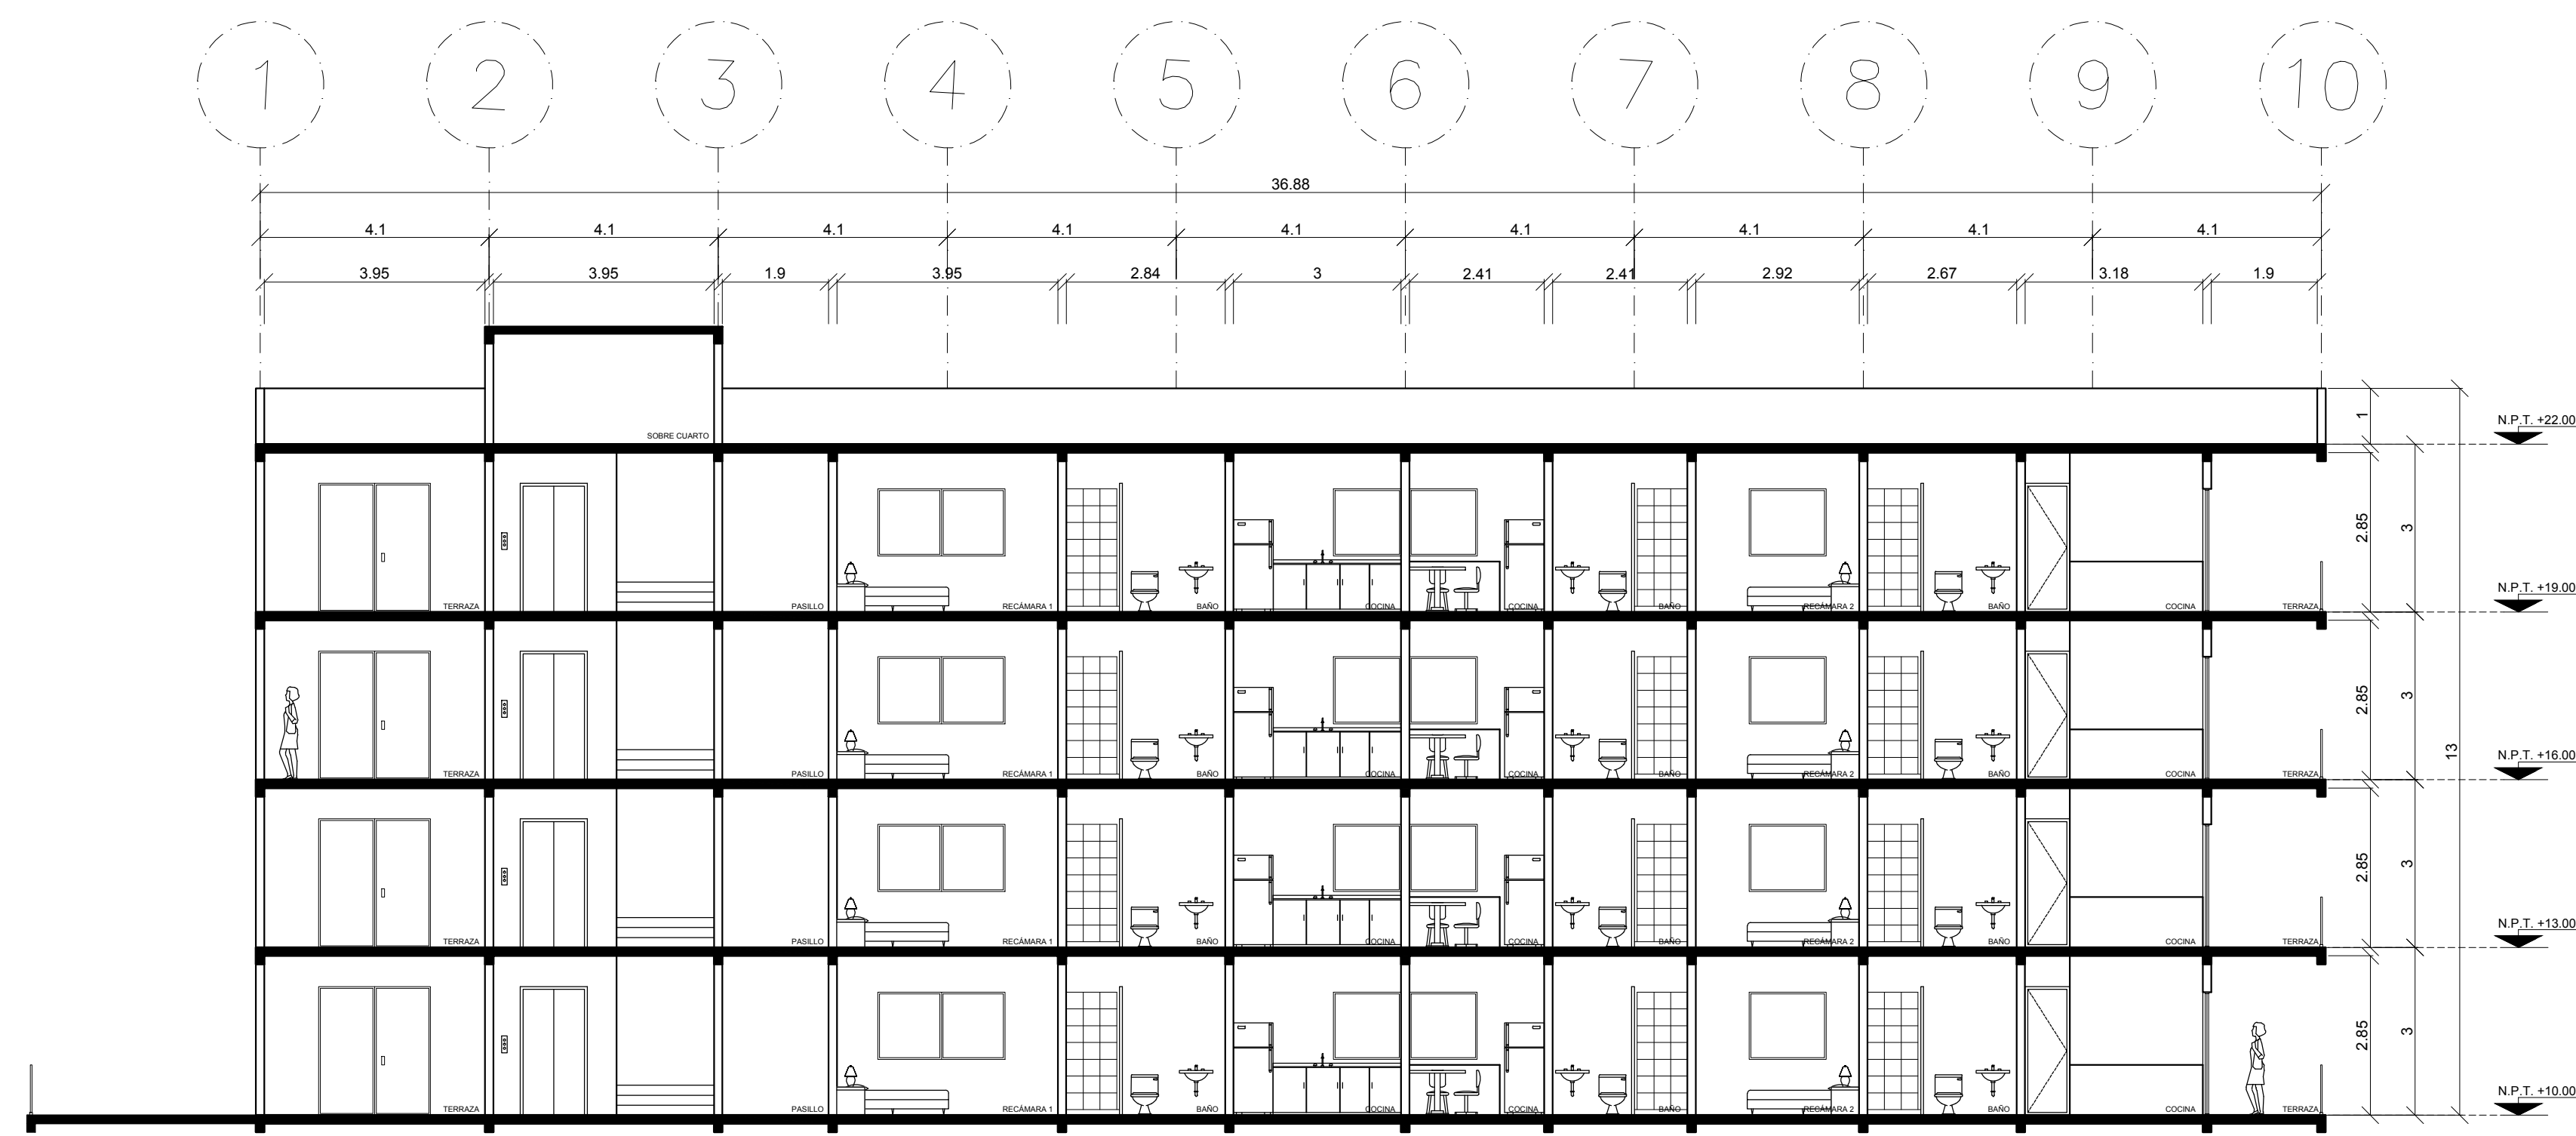 1 2 3 4 5 6 7 8 9 10
36.88
4.1 4.1 4.1 4.1 4.1 4.1 4.1 4.1 4.1
3.95 3.95 1.9 3.95 2.84 3 2.41 2.41 2.92 2.67 3.18 1.9
1
N.P.T. +22.00
SOBRE CUARTO
2.85 3
TERRAZA PASILLO RECÁMARA 1 BAÑO COCINA COCINA BAÑO RECÁMARA 2 BAÑO COCINA TERRAZA
N.P.T. +19.00
2.85 3
13
TERRAZA PASILLO RECÁMARA 1 BAÑO COCINA COCINA BAÑO RECÁMARA 2 BAÑO COCINA TERRAZA
N.P.T. +16.00
2.85 3
TERRAZA PASILLO RECÁMARA 1 BAÑO COCINA COCINA BAÑO RECÁMARA 2 BAÑO COCINA TERRAZA
N.P.T. +13.00
2.85 3
TERRAZA PASILLO RECÁMARA 1 BAÑO COCINA COCINA BAÑO RECÁMARA 2 BAÑO COCINA TERRAZA
N.P.T. +10.00